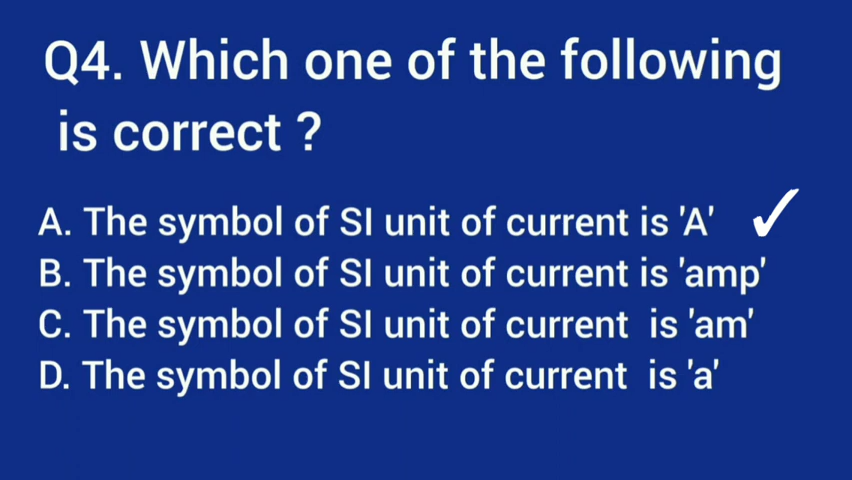 Q4. Which one of the following
is correct ?
A. The symbol of SI unit of current is 'A' ✓
B. The symbol of SI unit of current is 'amp'
C. The symbol of SI unit of current is 'am'
D. The symbol of SI unit of current is 'a'